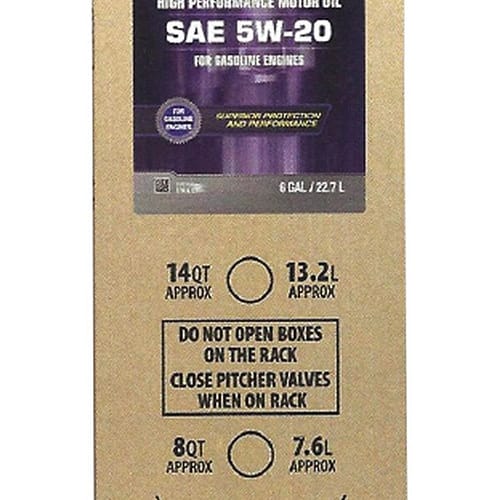 HIGH PERFORMANCE MOTOR OIL
SAE 5W-20
FOR GASOLINE ENGINES
FOR
GASOLINE
ENGINES
SUPERIOR PROTECTION
AND PERFORMANCE
6 GAL / 22.7 L
14QT APPROX
13.2L APPROX
DO NOT OPEN BOXES
ON THE RACK
CLOSE PITCHER VALVES
WHEN ON RACK
8QT APPROX
7.6L APPROX